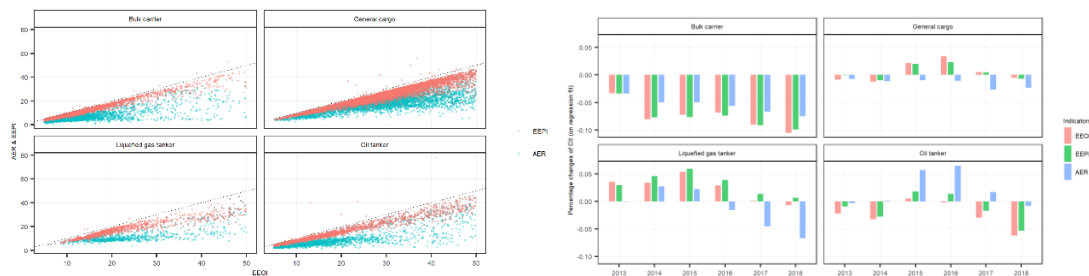 Bulk carrier
General cargo
80
60
40
20
0
Liquefied gas tanker
Oil tanker
80
60
40
20
0
10 20 30 40 50 10 20 30 40 50
EEOI
AER & EEPI
EEPI
AER
Bulk carrier
General cargo
0.05
0.00
-0.05
-0.10
Liquefied gas tanker
Oil tanker
0.05
0.00
-0.05
-0.10
2013 2014 2015 2016 2017 2018 2013 2014 2015 2016 2017 2018
Percentage changes of CII (on regression fit)
Indicators
EEOI
EEPI
AER